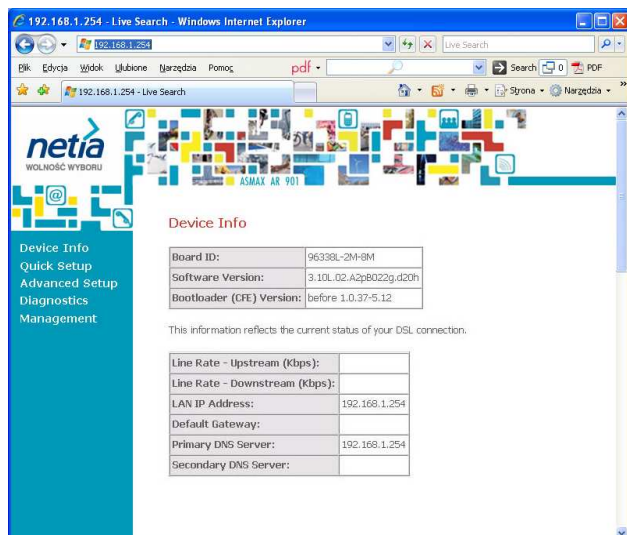 192.168.1.254 - Live Search - Windows Internet Explorer
192.168.1.254
Live Search
Plik Edycja Widok Ulubione Narzędzia Pomoc
pdf
Search 0 PDF
192.168.1.254 - Live Search
Strona Narzędzia »
netia
WOLNOŚĆ WYBORU
ASMAX AR 901
@
Device Info
Quick Setup
Advanced Setup
Diagnostics
Management
Device Info
Board ID: 96338L-2M-8M
Software Version: 3.10L.02.A2pB022g.d20h
Bootloader (CFE) Version: before 1.0.37-5.12
This information reflects the current status of your DSL connection.
Line Rate - Upstream (Kbps):
Line Rate - Downstream (Kbps):
LAN IP Address: 192.168.1.254
Default Gateway:
Primary DNS Server: 192.168.1.254
Secondary DNS Server: